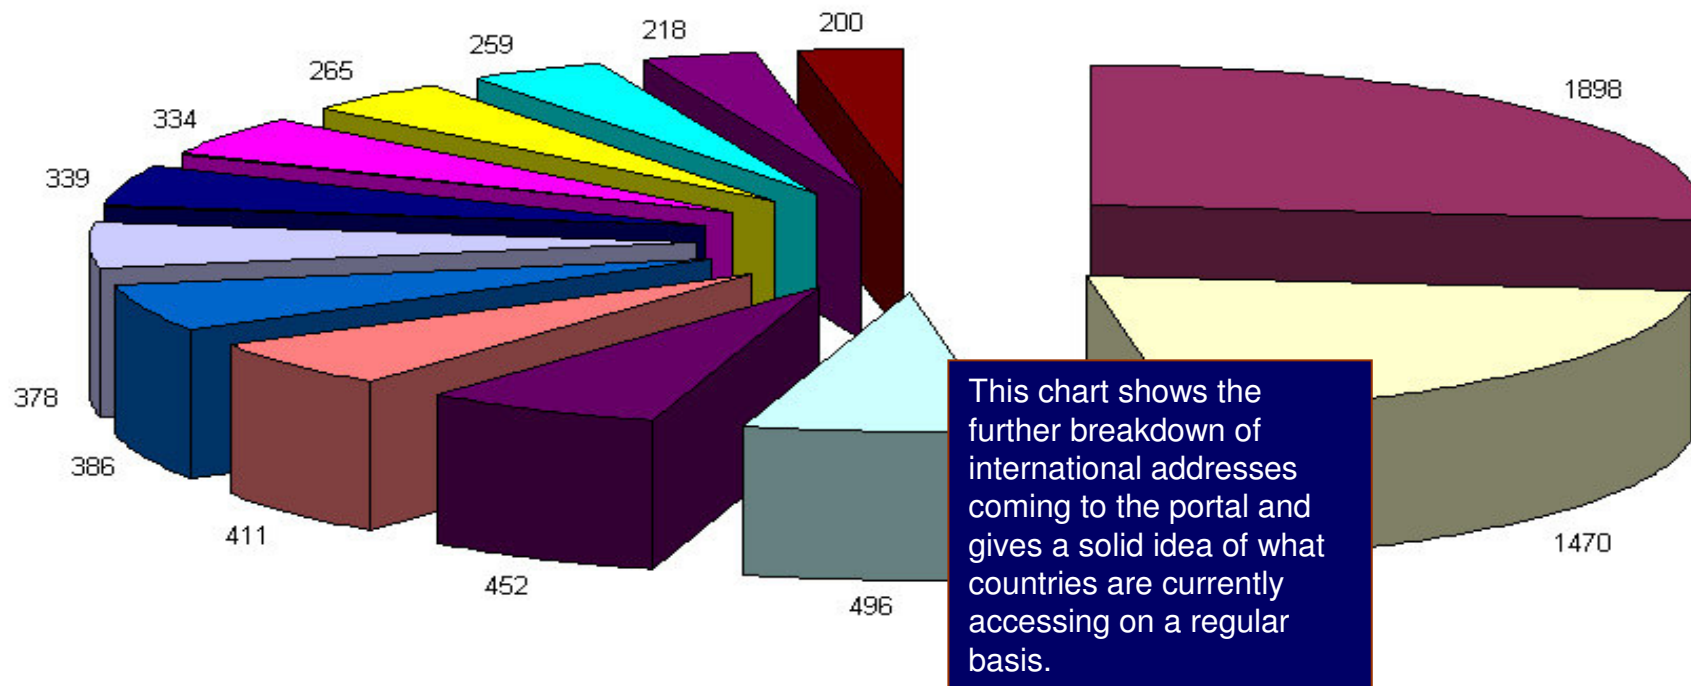 200
218
259
265
334
339
378
386
411
452
496
1898
1470
This chart shows the
further breakdown of
international addresses
coming to the portal and
gives a solid idea of what
countries are currently
accessing on a regular
basis.